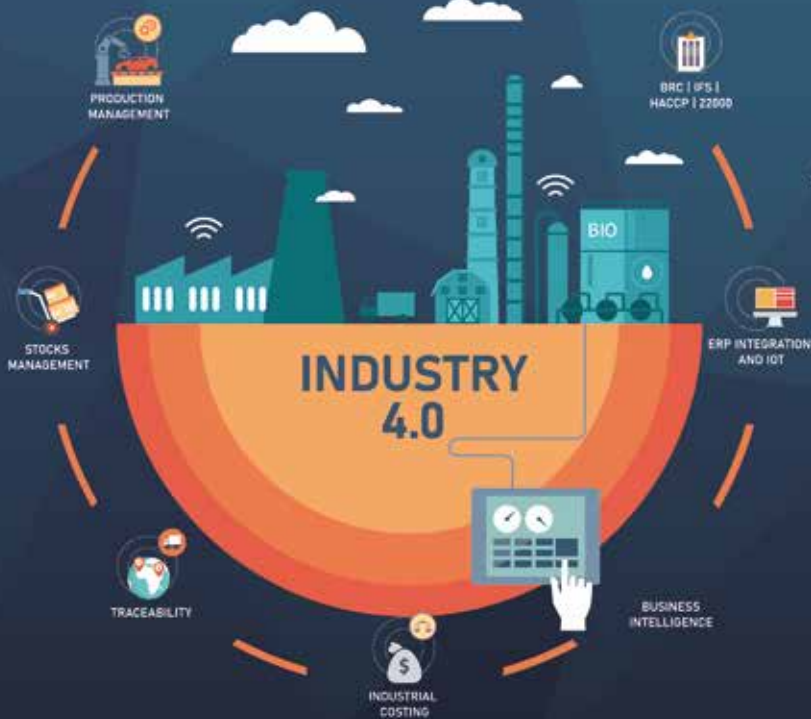 PRODUCTION
MANAGEMENT
BRC | IFS |
HACCP | 22000
BIO
STOCKS
MANAGEMENT
ERP INTEGRATION
AND IOT
INDUSTRY
4.0
TRACEABILITY
BUSINESS
INTELLIGENCE
$
INDUSTRIAL
COSTING